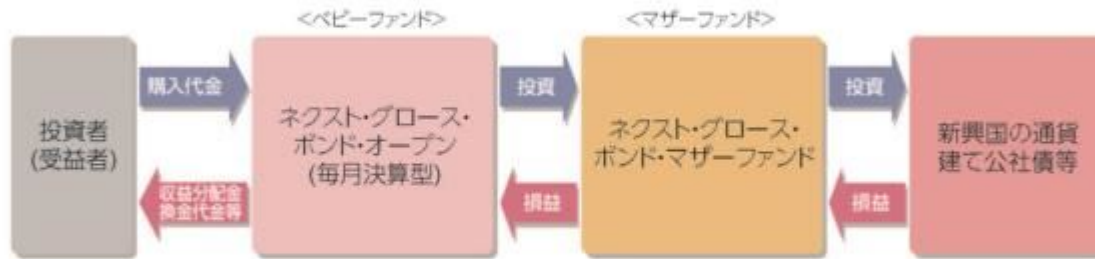 <ベビーファンド>
<マザーファンド>
投資者
(受益者)
購入代金
収益分配金
換金代金等
ネクスト・グロース・
ボンド・オープン
(毎月決算型)
投資
損益
ネクスト・グロース・
ボンド・マザーファンド
投資
損益
新興国の通貨
建て公社債等